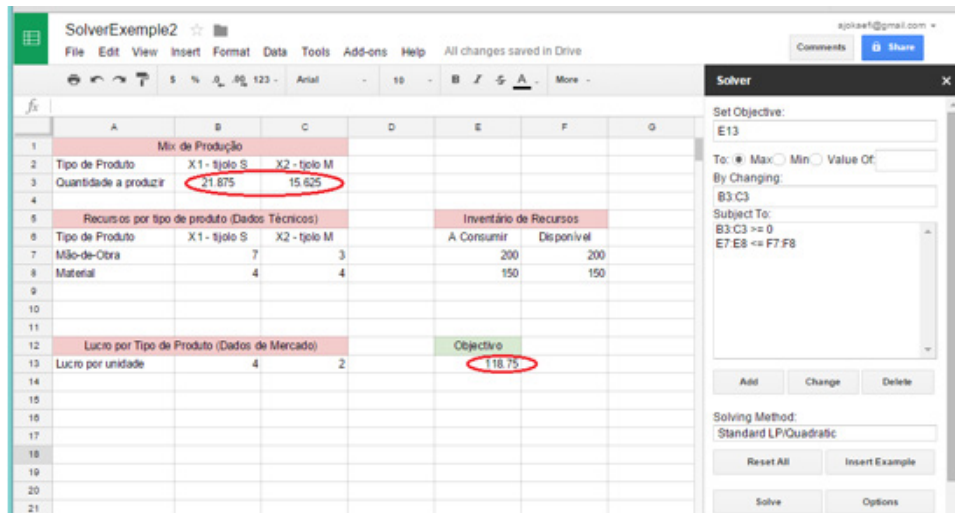 SolverExemple2
ajokaefi@gmail.com
File Edit View Insert Format Data Tools Add-ons Help All changes saved in Drive
Comments Share
$ % .0 .00 123 Arial 10 B I S A More
Solver x
fx
A B C D E F G
1 Mix de Produção
2 Tipo de Produto X1 - tijolo S X2 - tijolo M
3 Quantidade a produzir 21.875 15.625
4
5 Recursos por tipo de produto (Dados Técnicos) Inventário de Recursos
6 Tipo de Produto X1 - tijolo S X2 - tijolo M A Consumir Disponível
7 Mão-de-Obra 7 3 200 200
8 Material 4 4 150 150
9
10
11
12 Lucro por Tipo de Produto (Dados de Mercado) Objectivo
13 Lucro por unidade 4 2 118.75
14
15
16
17
18
19
20
21
Set Objective:
E13
To: Max Min Value Of:
By Changing:
B3:C3
Subject To:
B3:C3 >= 0
E7:E8 <= F7:F8
Add Change Delete
Solving Method:
Standard LP/Quadratic
Reset All Insert Example
Solve Options